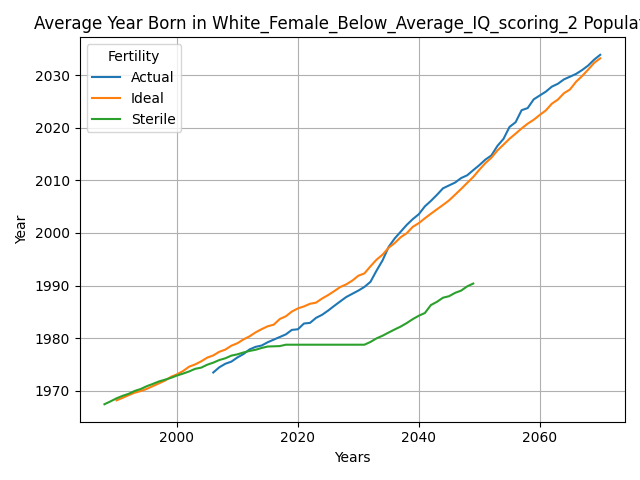 Average Year Born in White_Female_Below_Average_IQ_scoring_2 Populat
Fertility
Actual
Ideal
Sterile
2030
2020
2010
2000
1990
1980
1970
Year
2000 2020 2040 2060
Years